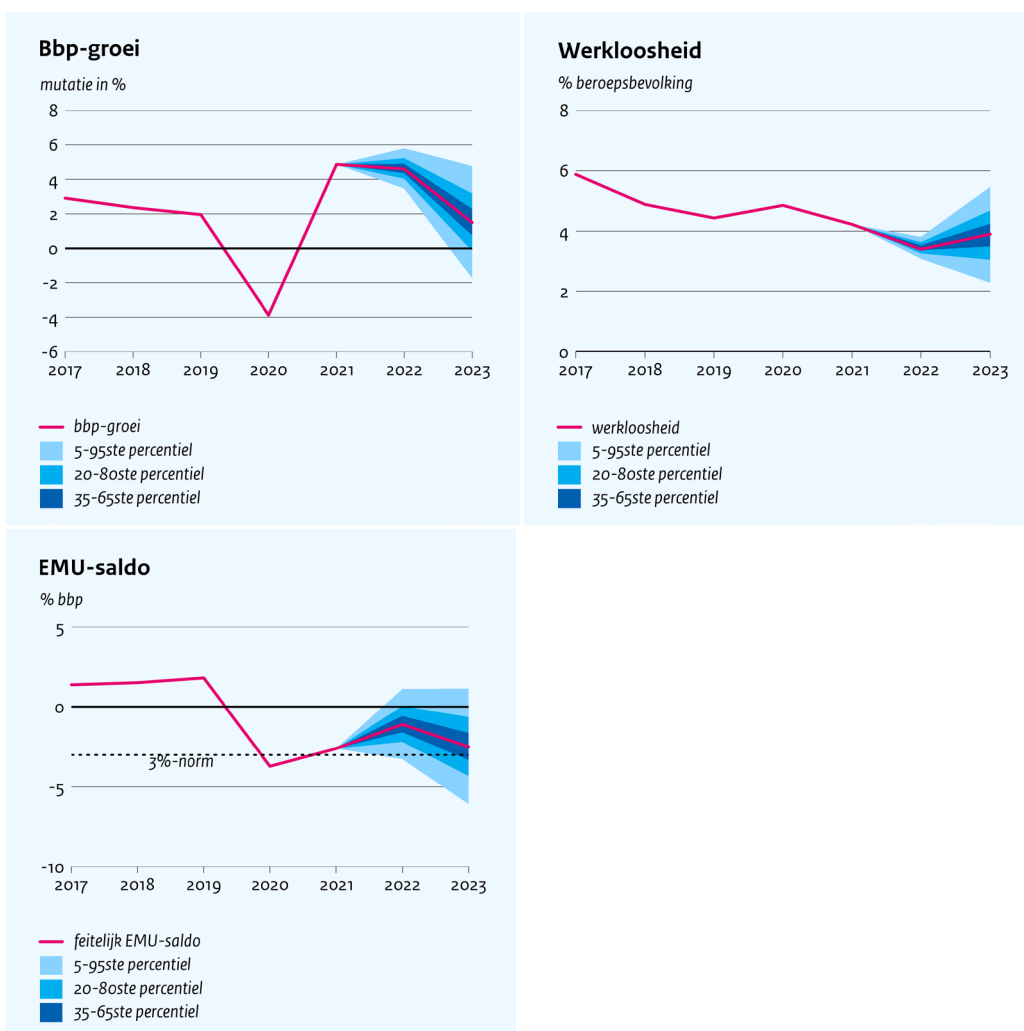 Bbp-groei
mutatie in %
8
6
4
2
0
-2
-4
-6
2017 2018 2019 2020 2021 2022 2023
bbp-groei
5-95ste percentiel
20-80ste percentiel
35-65ste percentiel
Werkloosheid
% beroepsbevolking
8
6
4
2
0
2017 2018 2019 2020 2021 2022 2023
werkloosheid
5-95ste percentiel
20-80ste percentiel
35-65ste percentiel
EMU-saldo
% bbp
5
0
3%-norm
-5
-10
2017 2018 2019 2020 2021 2022 2023
feitelijk EMU-saldo
5-95ste percentiel
20-80ste percentiel
35-65ste percentiel